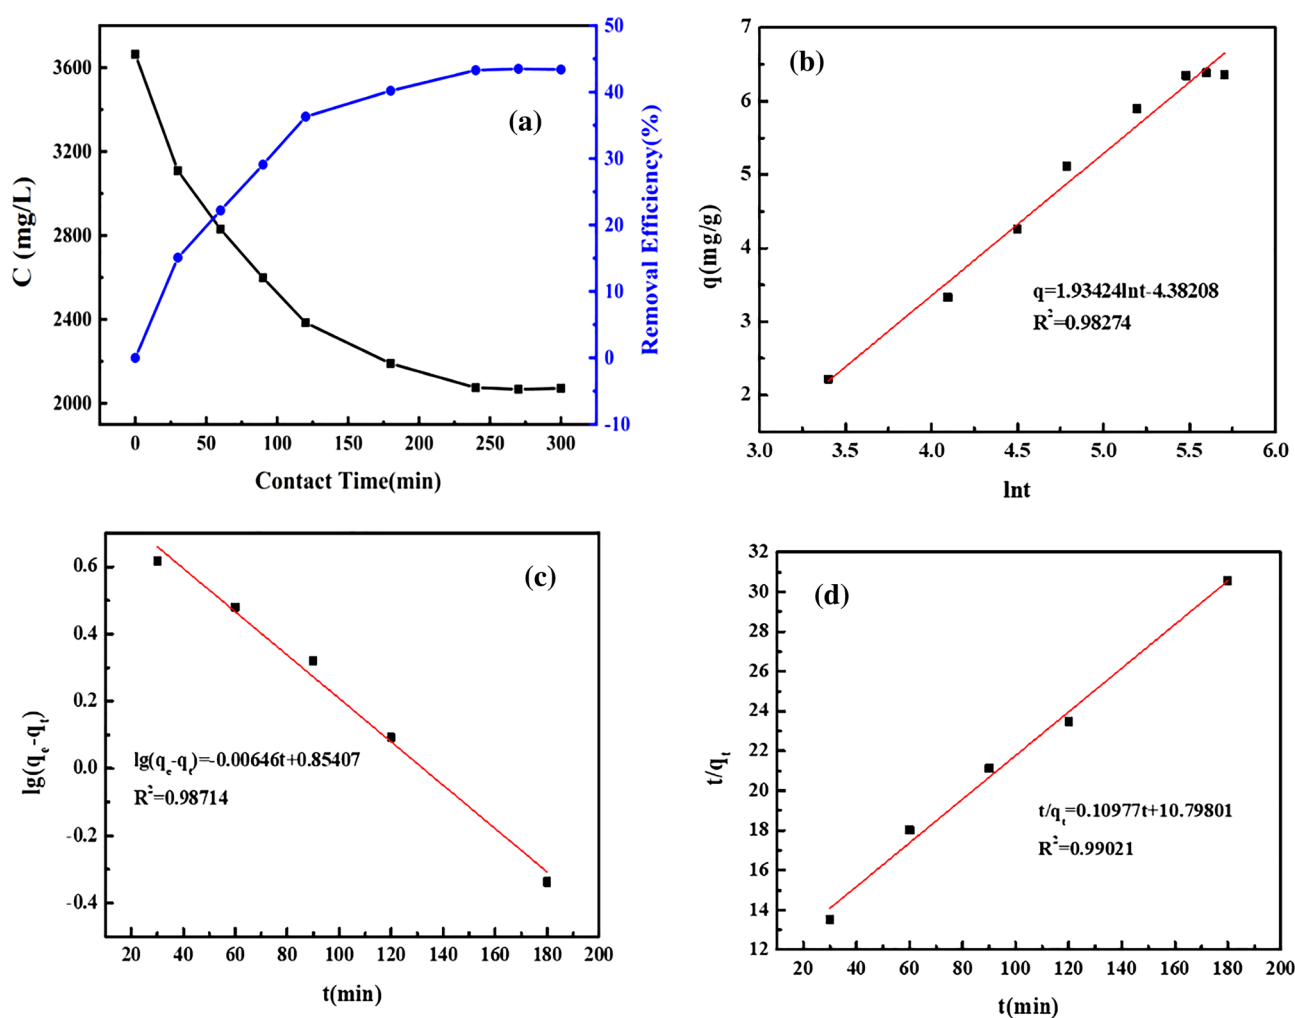 (a)
C (mg/L)
3600
3200
2800
2400
2000
50
40
30
20
10
0
-10
Removal Efficiency(%)
0 50 100 150 200 250 300
Contact Time(min)
(b)
q(mg/g)
7
6
5
4
3
2
q=1.93424lnt-4.38208
R²=0.98274
3.0 3.5 4.0 4.5 5.0 5.5 6.0
lnt
(c)
lg(qₑ-qₜ)
0.6
0.4
0.2
0.0
-0.2
-0.4
lg(qₑ-qₜ)=-0.00646t+0.85407
R²=0.98714
20 40 60 80 100 120 140 160 180 200
t(min)
(d)
t/qₜ
32
30
28
26
24
22
20
18
16
14
12
t/qₜ=0.10977t+10.79801
R²=0.99021
20 40 60 80 100 120 140 160 180 200
t(min)